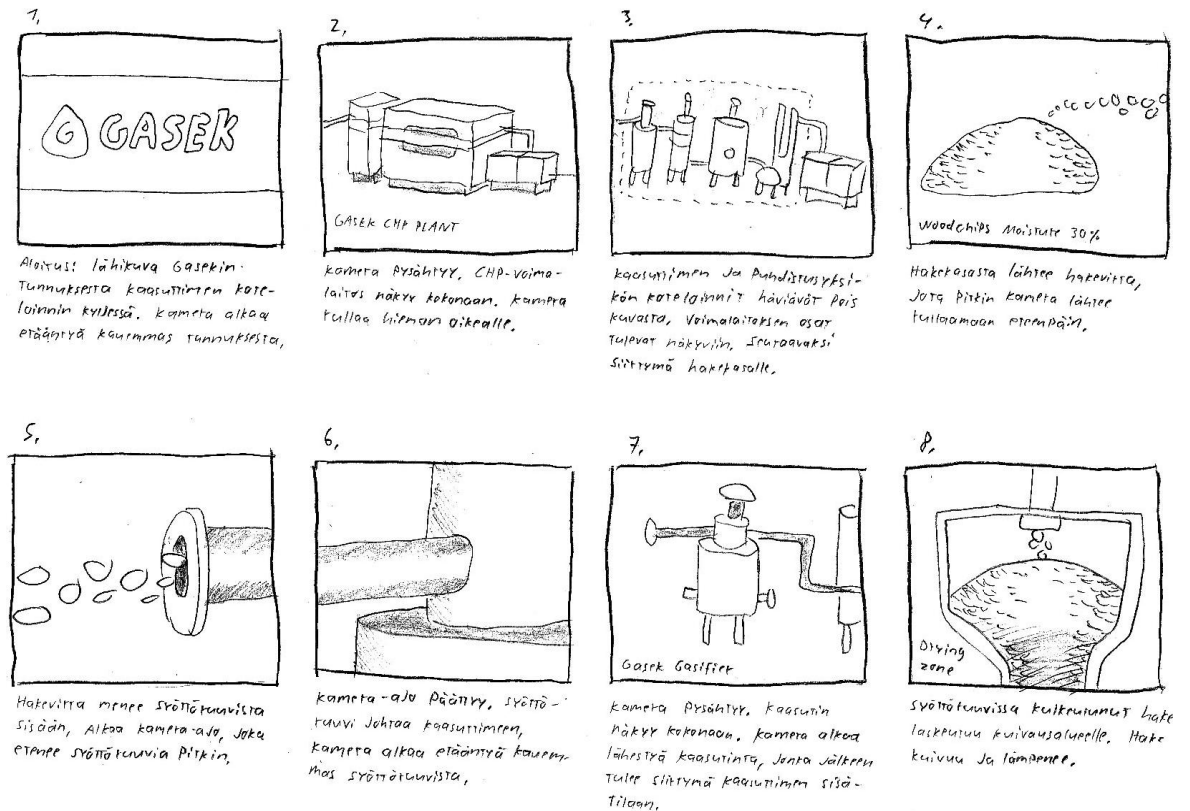 1.
G GASEK
Aloitus: lähikuva Gasekin
tunnuksesta kaasuttimen kote-
loinnin kyljessä. Kamera alkaa
etääntyä kauemmas tunnuksesta.
2.
GASEK CHP PLANT
Kamera pysähtyy. CHP-voima-
laitos näkyy kokonaan. Kamera
tullaa hieman oikealle.
3.
Kaasuttimen ja puhdistusyksi-
kön koteloinnit häviävät pois
kuvasta. Voimalaitoksen osat
tulevat näkyviin. Seuraavaksi
siirtymä hakekasalle.
4.
Woodchips Moisture 30%
Hakekasasta lähtee hakevirta,
jota pitkin kamera lähtee
tullaamaan eteenpäin.
5.
Hakevirta menee syöttöruuvista
sisään. Alkaa kamera-ajo, joka
etenee syöttöruuvia pitkin.
6.
Kamera-ajo päättyy. Syöttö-
ruuvi johtaa kaasuttimeen,
kamera alkaa etääntyä kauem-
mas syöttöruuvista.
7.
Gasek Gasifier
Kamera pysähtyy. Kaasutin
näkyy kokonaan. Kamera alkaa
lähestyä kaasutinta, jonka jälkeen
tulee siirtymä kaasuttimen sisä-
tilaan.
8.
Drying
zone
Syöttöruuvissa kulkeutunut hake
laskeutuu kuivausalueelle. Hake
kuivuu ja lämpenee.